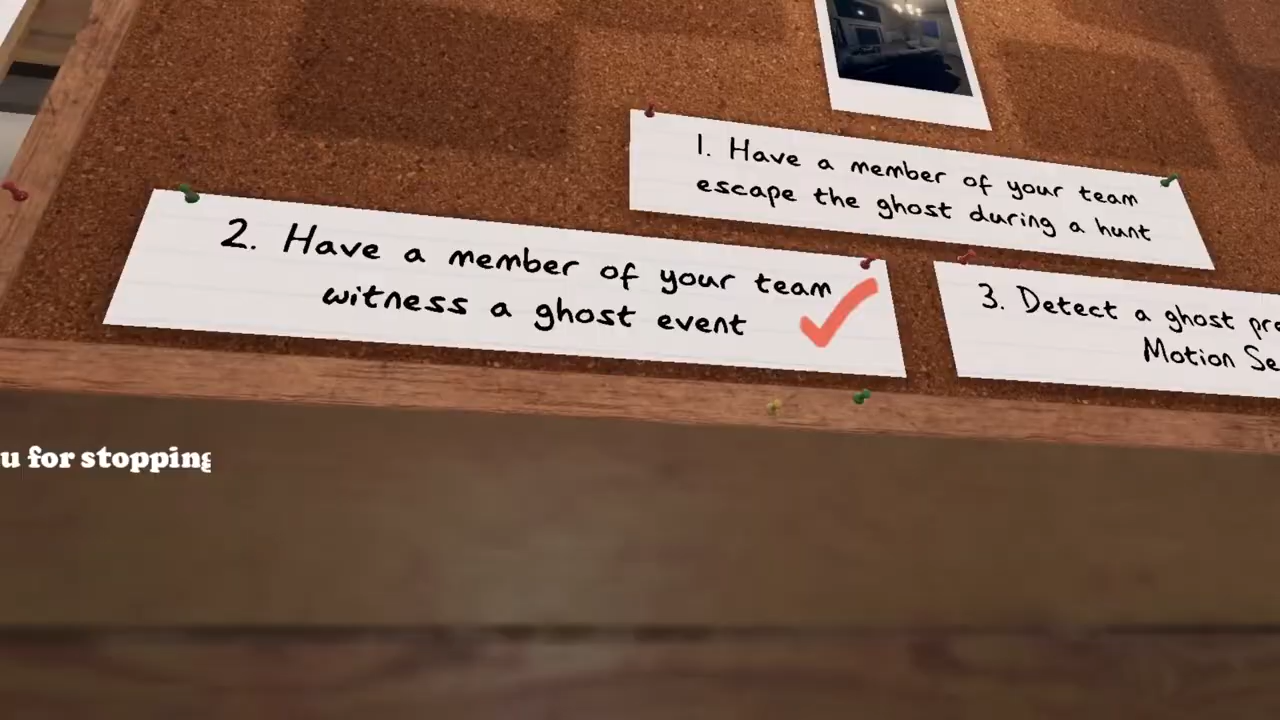 1. Have a member of your team
escape the ghost during a hunt
2. Have a member of your team
witness a ghost event
3. Detect a ghost
Motion
for stopping